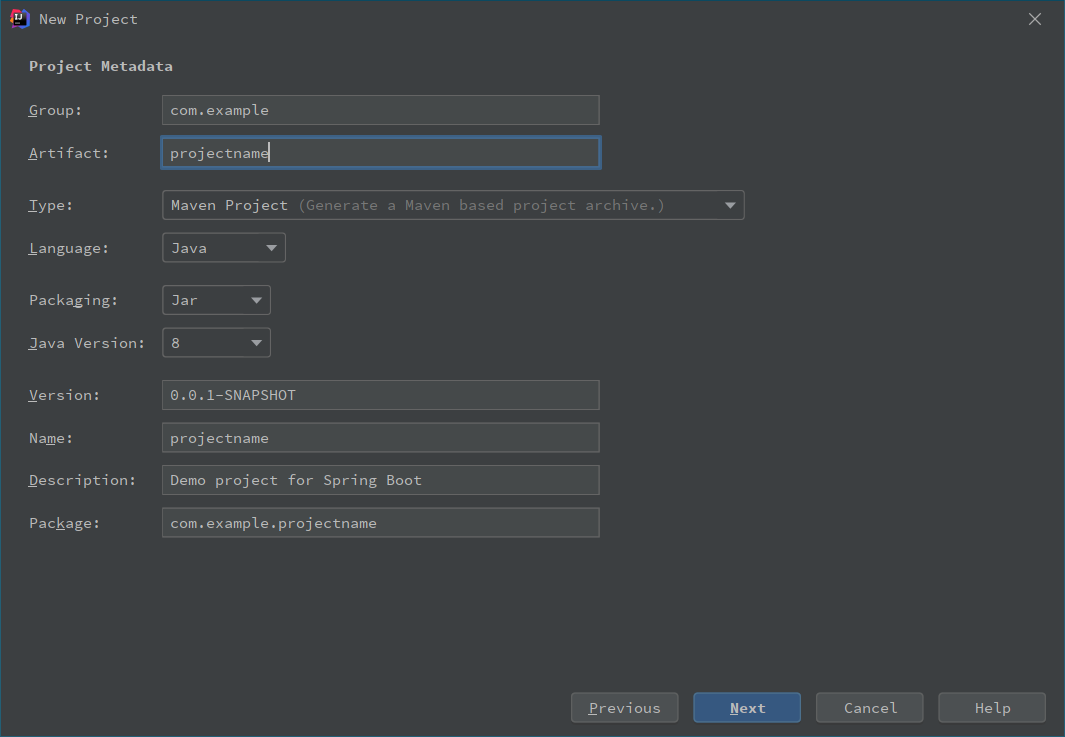 New Project
Project Metadata
Group: com.example
Artifact: projectname
Type: Maven Project (Generate a Maven based project archive.)
Language: Java
Packaging: Jar
Java Version: 8
Version: 0.0.1-SNAPSHOT
Name: projectname
Description: Demo project for Spring Boot
Package: com.example.projectname
Previous Next Cancel Help